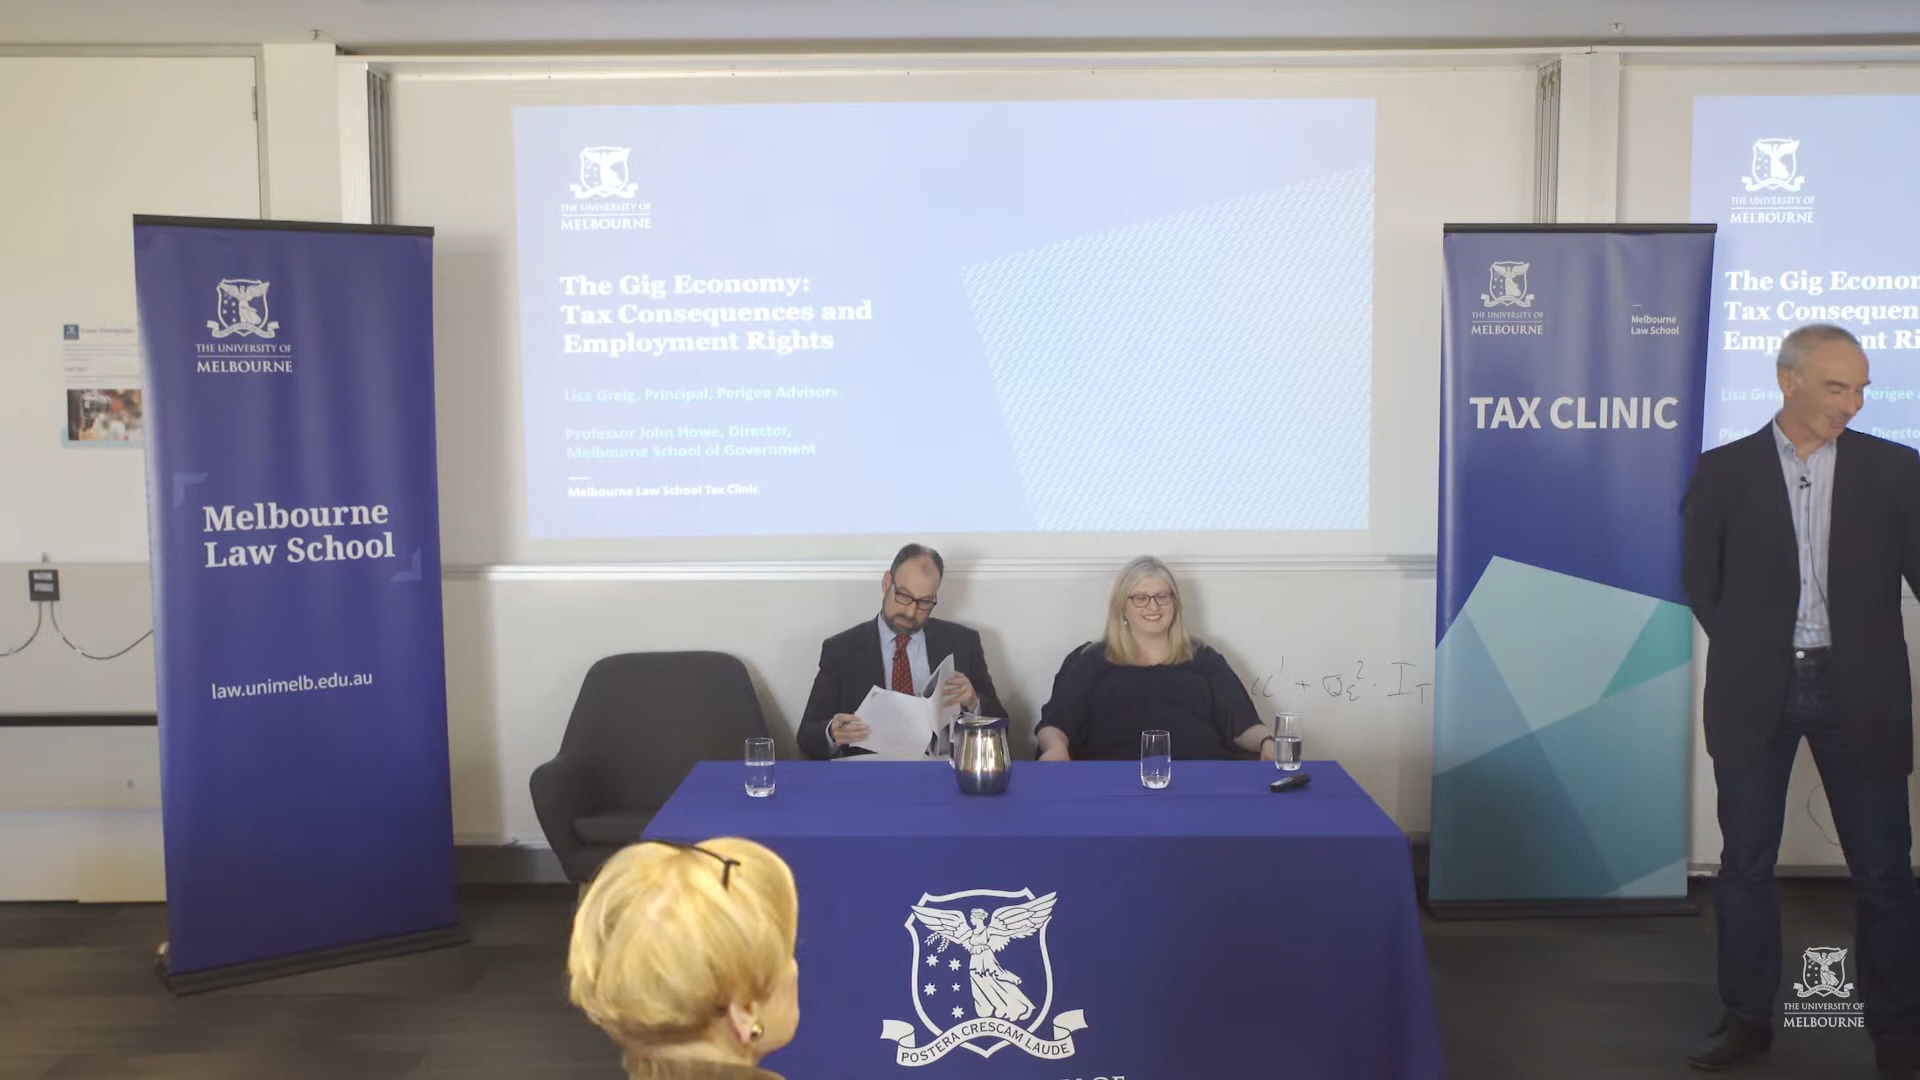 THE UNIVERSITY OF
MELBOURNE
Melbourne
Law School
law.unimelb.edu.au
THE UNIVERSITY OF
MELBOURNE
The Gig Economy:
Tax Consequences and
Employment Rights
Lisa Greig, Principal, Perigee Advisors
Professor John Howe, Director,
Melbourne School of Government
Melbourne Law School Tax Clinic
THE UNIVERSITY OF
MELBOURNE
Melbourne
Law School
TAX CLINIC
THE UNIVERSITY OF
MELBOURNE
The Gig Econom
Tax Consequen
Emp nt Ri
Lisa Gre Perigee
Directo
POSTERA CRESCAM LAUDE
THE UNIVERSITY OF
MELBOURNE